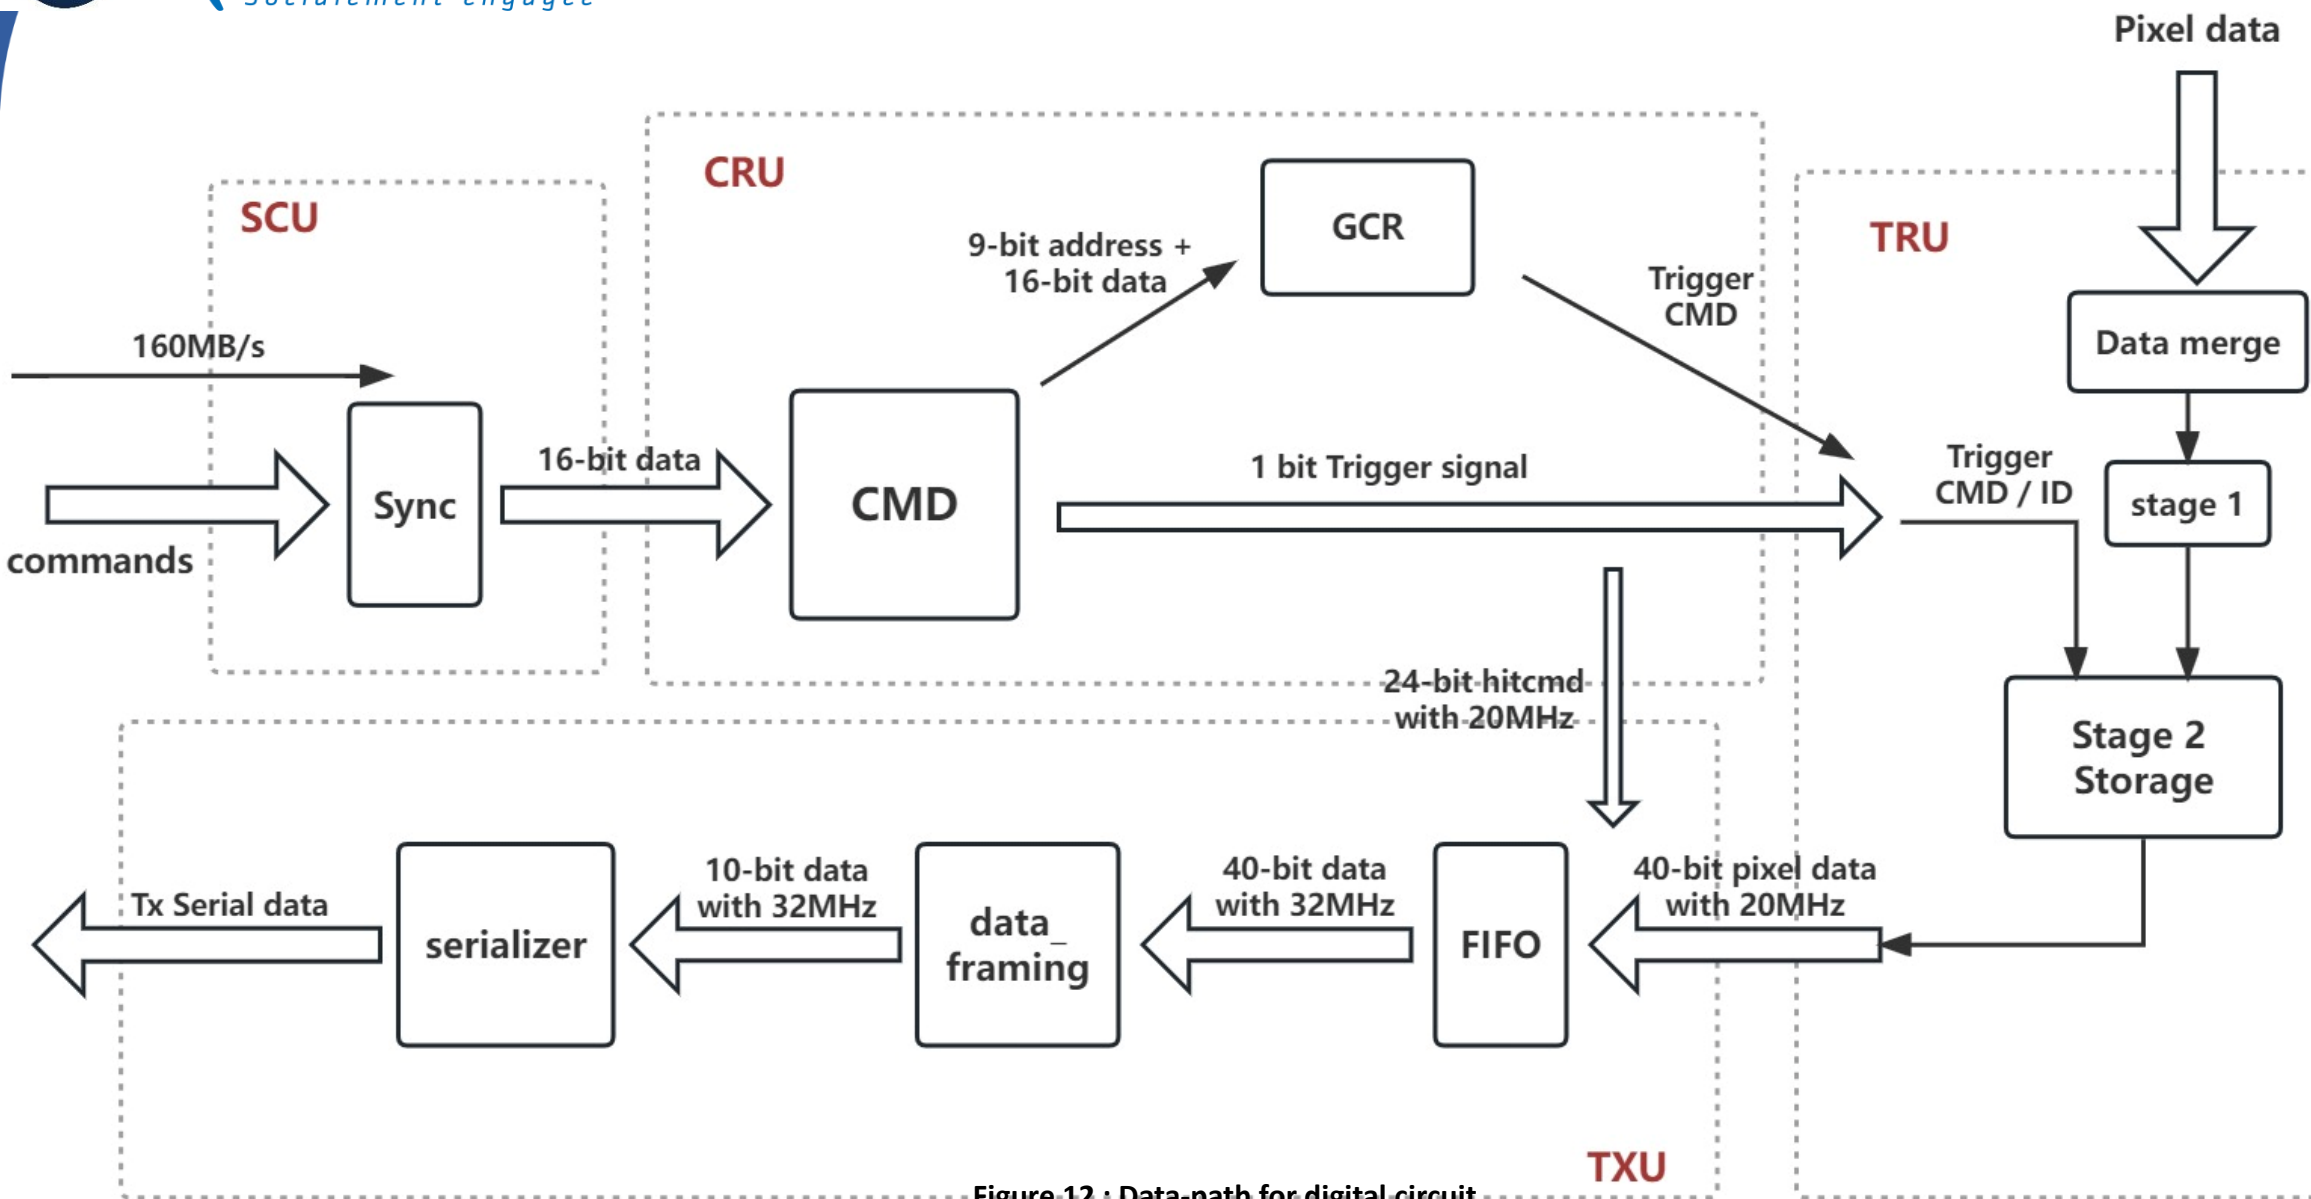 Socialement engagée
Pixel data
CRU
SCU
GCR
TRU
9-bit address +
16-bit data
Trigger
CMD
160MB/s
Data merge
16-bit data
1 bit Trigger signal
Trigger
CMD / ID
Sync
CMD
stage 1
commands
24-bit hitcmd
with 20MHz
Stage 2
Storage
Tx Serial data
serializer
10-bit data
with 32MHz
data_
framing
40-bit data
with 32MHz
FIFO
40-bit pixel data
with 20MHz
TXU
Figure 12 : Data-path for digital circuit